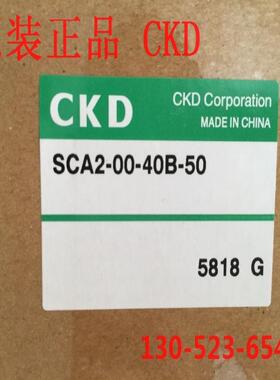 装正品 CKD
CKD
CKD Corporation
MADE IN CHINA
SCA2-00-40B-50
5818 G
130-523-654